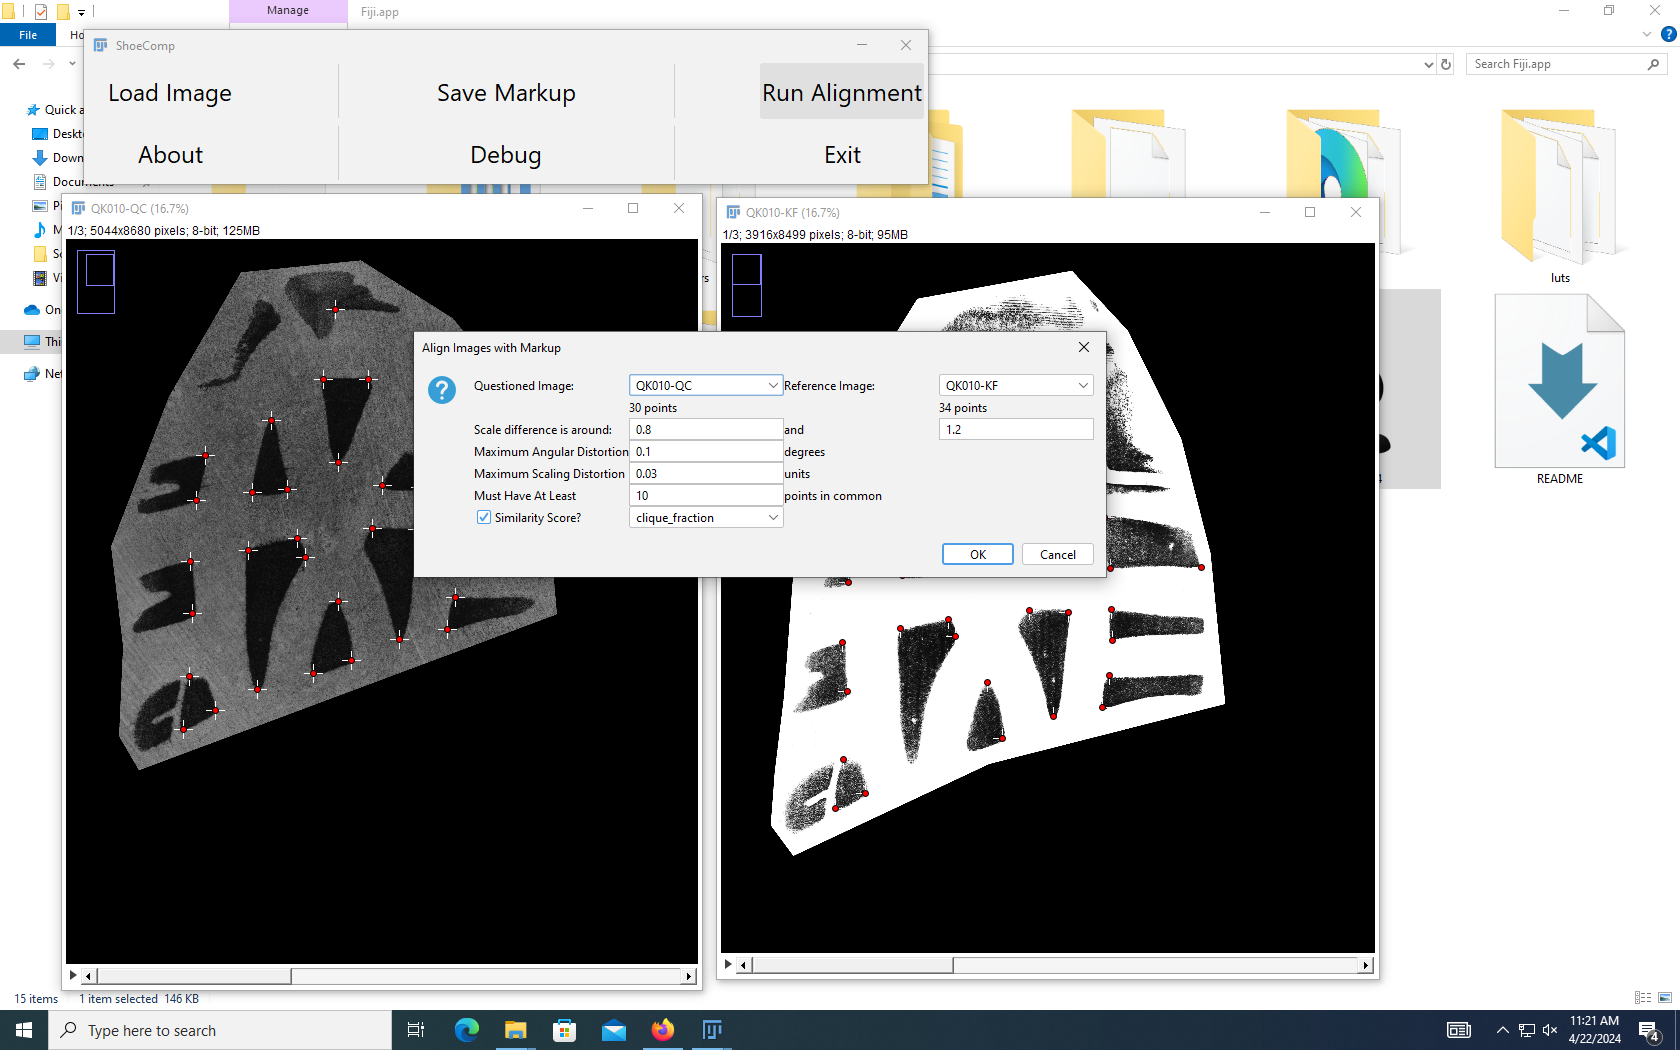 Manage
Fiji.app
File
Ho
ShoeComp
Load Image
Save Markup
Run Alignment
About
Debug
Exit
Search Fiji.app
Quick a
Deskt
Down
Documents
Pi
M
So
Vi
On
Thi
Net
rs
luts
README
4
QK010-QC (16.7%)
1/3; 5044x8680 pixels; 8-bit; 125MB
QK010-KF (16.7%)
1/3; 3916x8499 pixels; 8-bit; 95MB
Align Images with Markup
Questioned Image:
QK010-QC
Reference Image:
QK010-KF
30 points
34 points
Scale difference is around:
0.8
and
1.2
Maximum Angular Distortion
0.1
degrees
Maximum Scaling Distortion
0.03
units
Must Have At Least
10
points in common
Similarity Score?
clique_fraction
OK
Cancel
15 items
1 item selected 146 KB
Type here to search
11:21 AM
4/22/2024
4